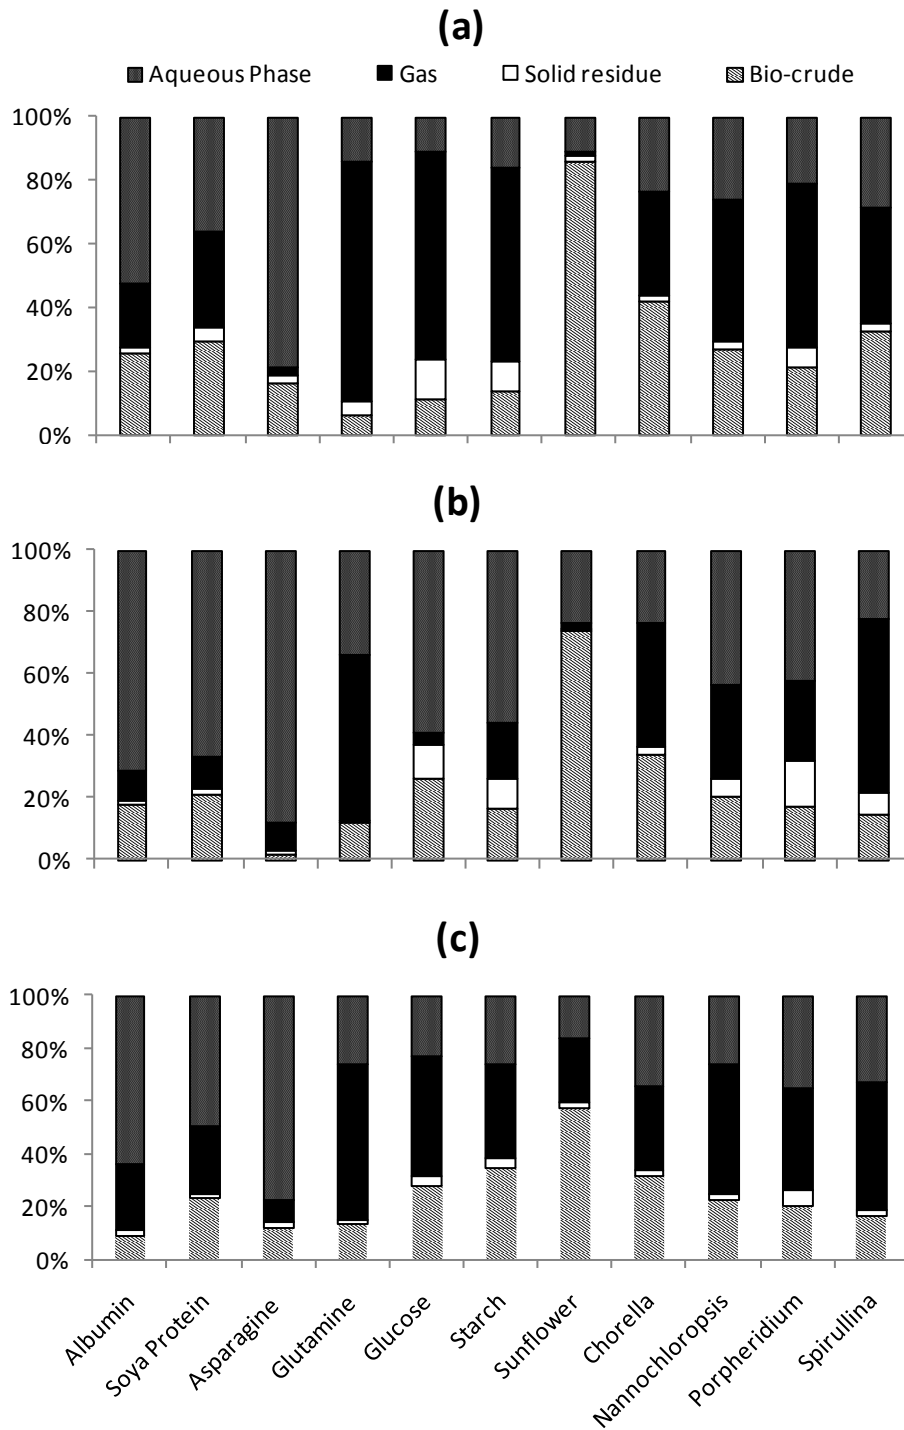 (a)
Aqueous Phase Gas Solid residue Bio-crude
100%
80%
60%
40%
20%
0%
(b)
100%
80%
60%
40%
20%
0%
(c)
100%
80%
60%
40%
20%
0%
Albumin
Soya Protein
Asparagine
Glutamine
Glucose
Starch
Sunflower
Chorella
Nannochloropsis
Porpheridium
Spirullina